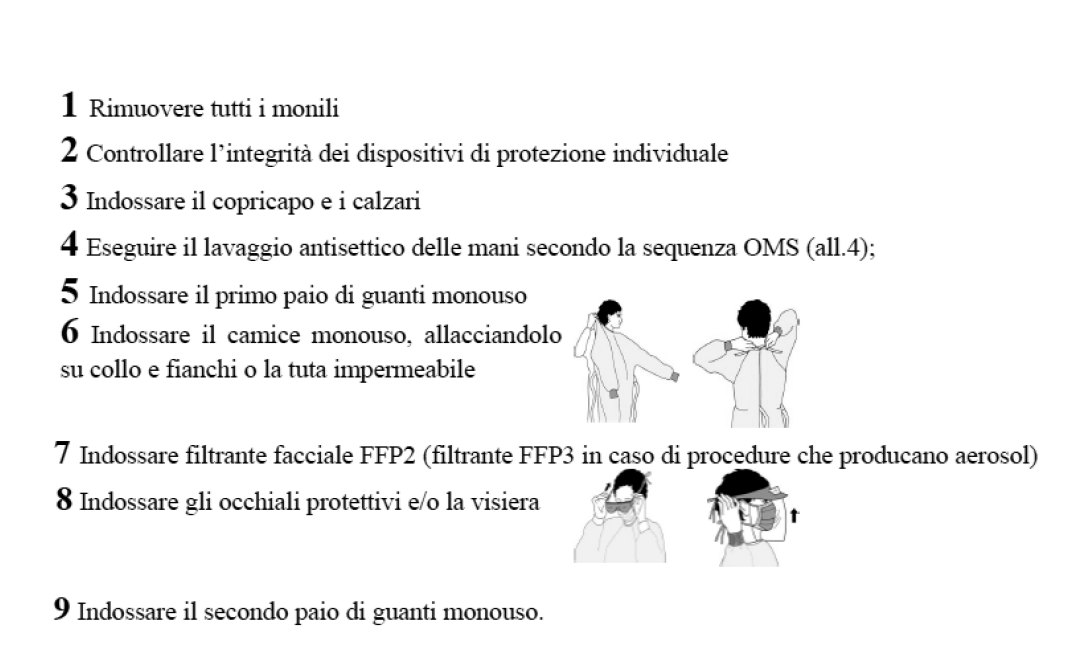 1 Rimuovere tutti i monili
2 Controllare l’integrità dei dispositivi di protezione individuale
3 Indossare il copricapo e i calzari
4 Eseguire il lavaggio antisettico delle mani secondo la sequenza OMS (all.4);
5 Indossare il primo paio di guanti monouso
6 Indossare il camice monouso, allacciandolo
su collo e fianchi o la tuta impermeabile
7 Indossare filtrante facciale FFP2 (filtrante FFP3 in caso di procedure che producano aerosol)
8 Indossare gli occhiali protettivi e/o la visiera
9 Indossare il secondo paio di guanti monouso.